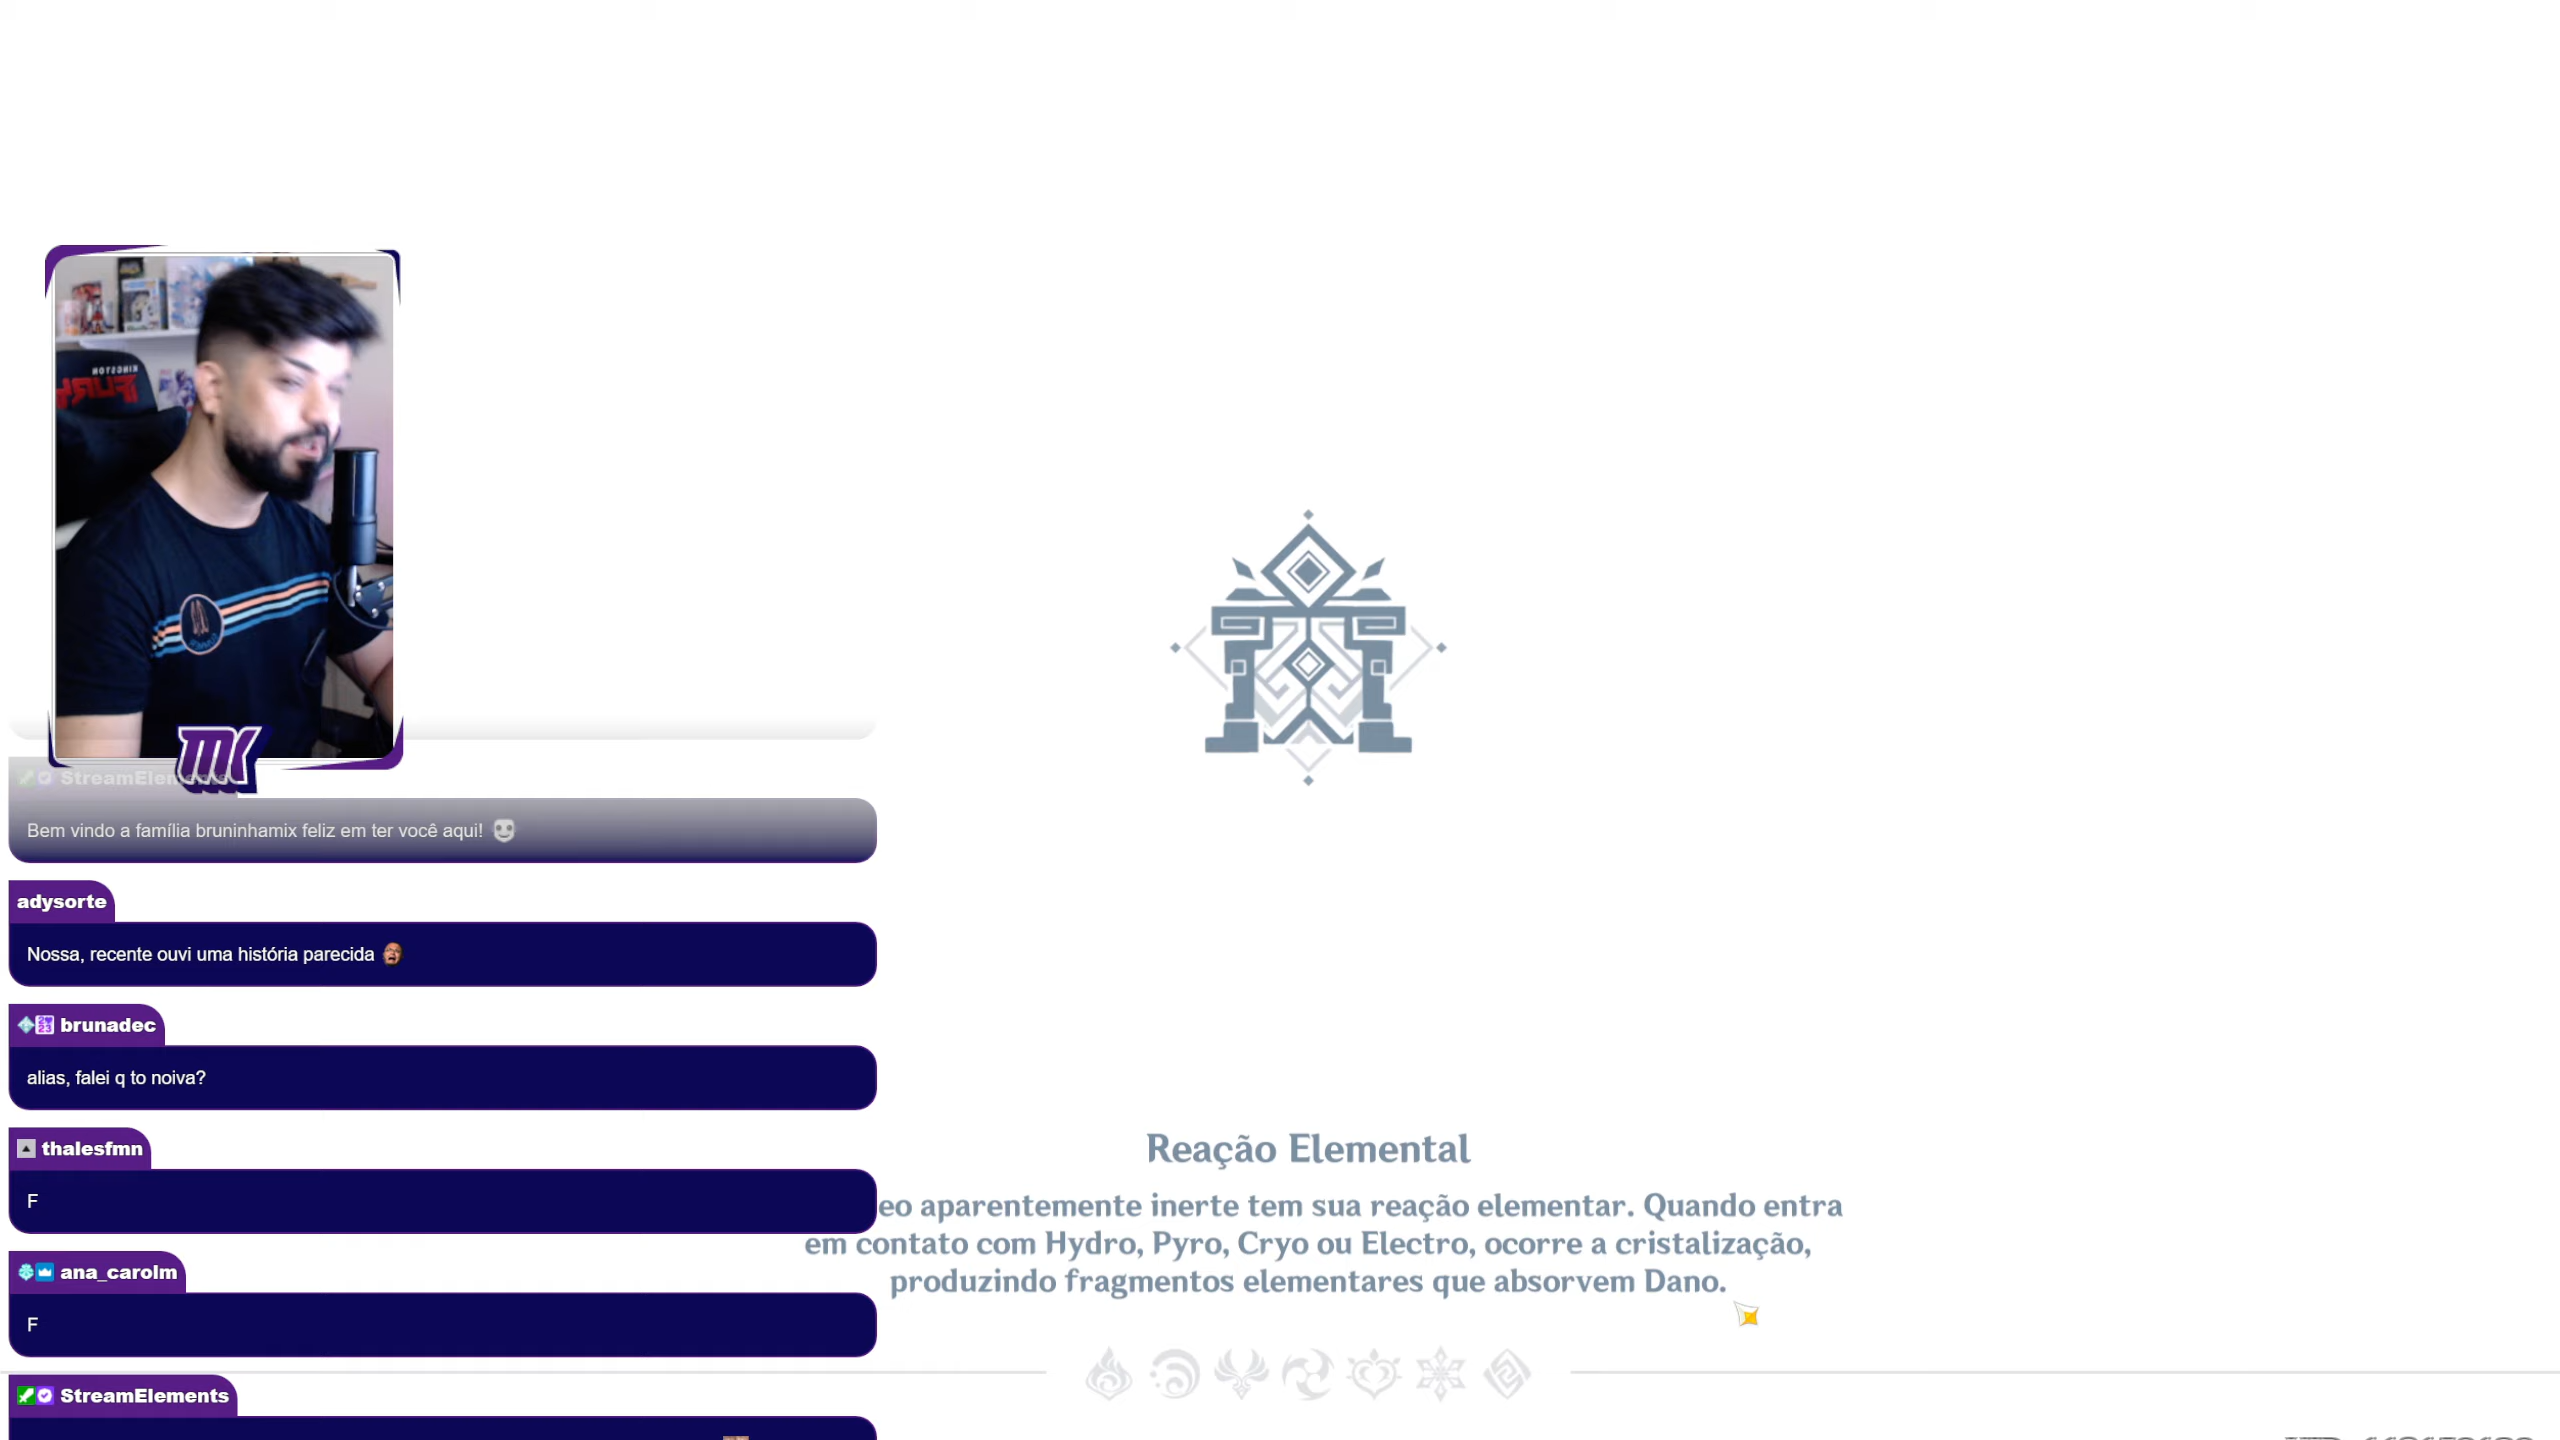 KINGSTON
FURY
StreamElements
Bem vindo a família bruninhamix feliz em ter você aqui!
adysorte
Nossa, recente ouvi uma história parecida
brunadec
alias, falei q to noiva?
thalesfmn
F
ana_carolm
F
StreamElements
Reação Elemental
eo aparentemente inerte tem sua reação elementar. Quando entra
em contato com Hydro, Pyro, Cryo ou Electro, ocorre a cristalização,
produzindo fragmentos elementares que absorvem Dano.